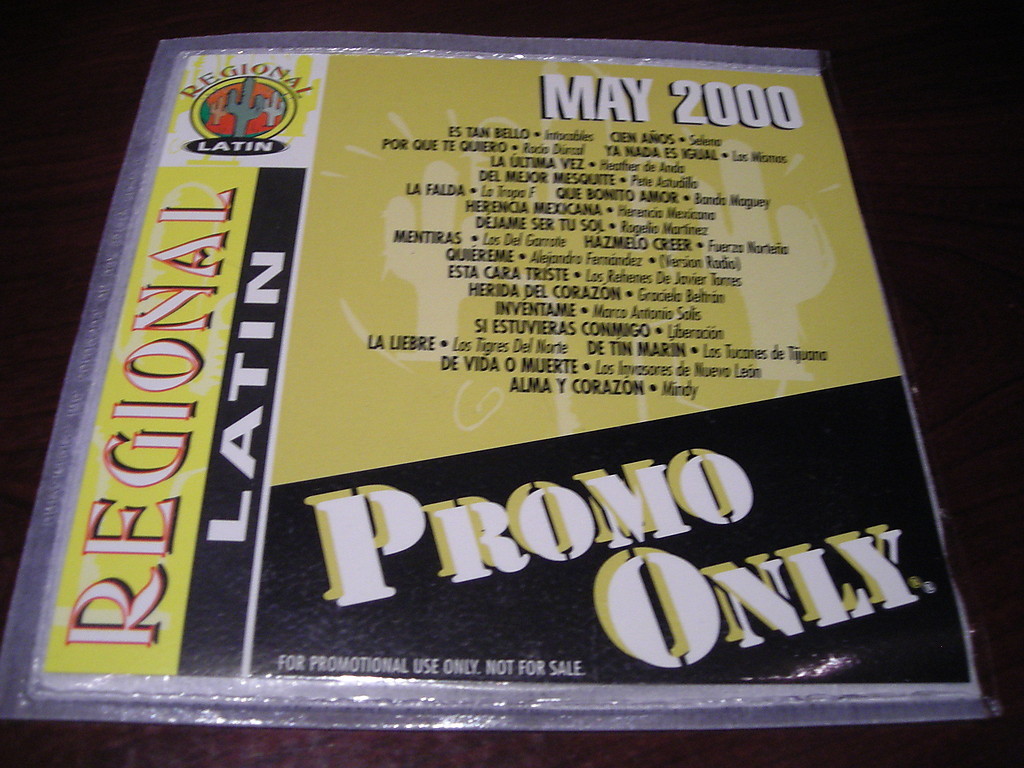 REGIONAL
LATIN
REGIONAL
LATIN
MAY 2000
ES TAN BELLO • Intocables CIEN AÑOS • Selena
POR QUE TE QUIERO • Rocío Dúrcal YA NADA ES IGUAL • Los Mismos
LA ÚLTIMA VEZ • Heather de Anda
DEL MEJOR MESQUITE • Pete Astudillo
LA FALDA • La Tropa F QUE BONITO AMOR • Banda Maguey
HERENCIA MEXICANA • Herencia Mexicana
DÉJAME SER TU SOL • Rogelio Martínez
MENTIRAS • Los Del Garrote HAZMELO CREER • Fuerza Norteña
QUIEREME • Alejandro Fernández • (Version Radio)
ESTA CARA TRISTE • Los Rehenes De Javier Torres
HERIDA DEL CORAZÓN • Graciela Beltrán
INVENTAME • Marco Antonio Solís
SI ESTUVIERAS CONMIGO • Liberación
LA LIEBRE • Los Tigres Del Norte DE TIN MARÍN • Los Tucanes de Tijuana
DE VIDA O MUERTE • Los Invasores de Nuevo León
ALMA Y CORAZÓN • Mindy
PROMO
ONLY®
FOR PROMOTIONAL USE ONLY. NOT FOR SALE.